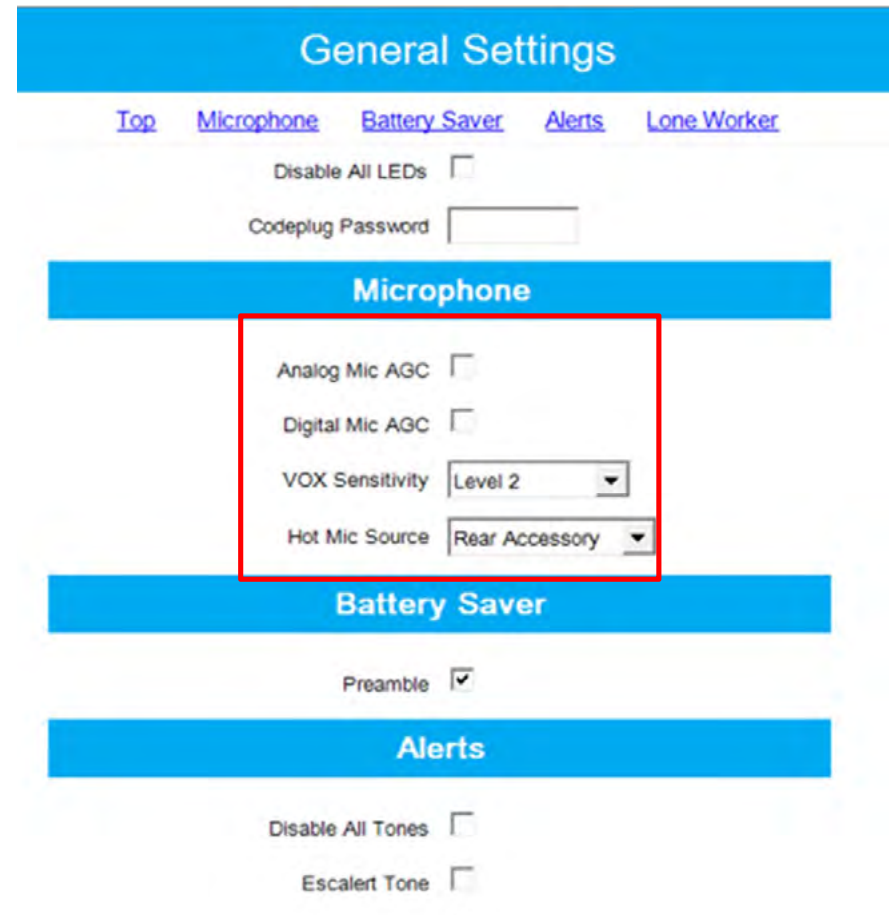 General Settings
Top Microphone Battery Saver Alerts Lone Worker
Disable All LEDs
Codeplug Password
Microphone
Analog Mic AGC
Digital Mic AGC
VOX Sensitivity Level 2
Hot Mic Source Rear Accessory
Battery Saver
Preamble
Alerts
Disable All Tones
Escalert Tone